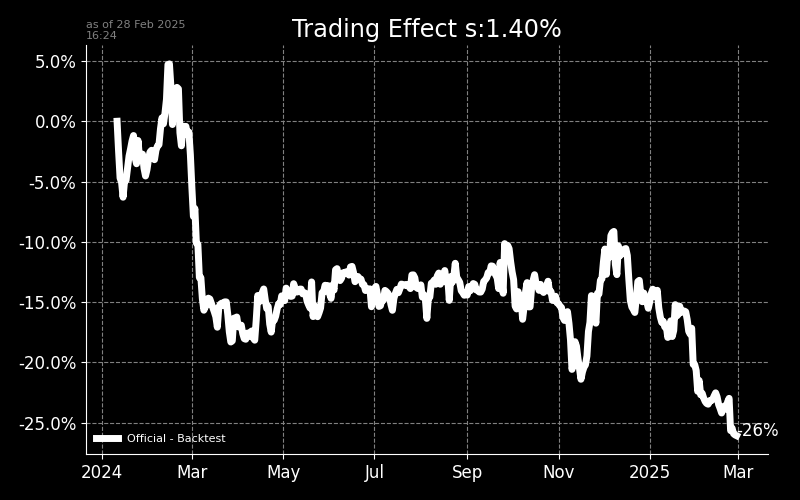 as of 28 Feb 2025
16:24
Trading Effect s:1.40%
5.0%
0.0%
-5.0%
-10.0%
-15.0%
-20.0%
-25.0%
-26%
Official - Backtest
2024 Mar May Jul Sep Nov 2025 Mar